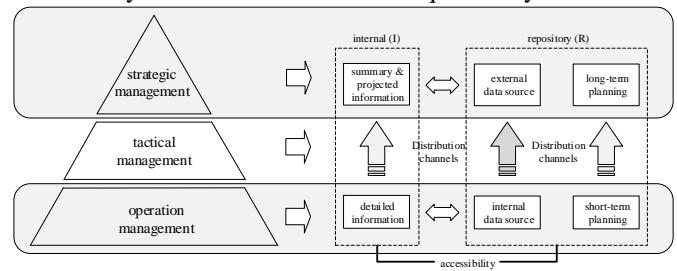 internal (I)
repository (R)
strategic
management
summary &
projected
information
external
data source
long-term
planning
tactical
management
Distribution
channels
Distribution
channels
operation
management
detailed
information
internal
data source
short-term
planning
accessibility